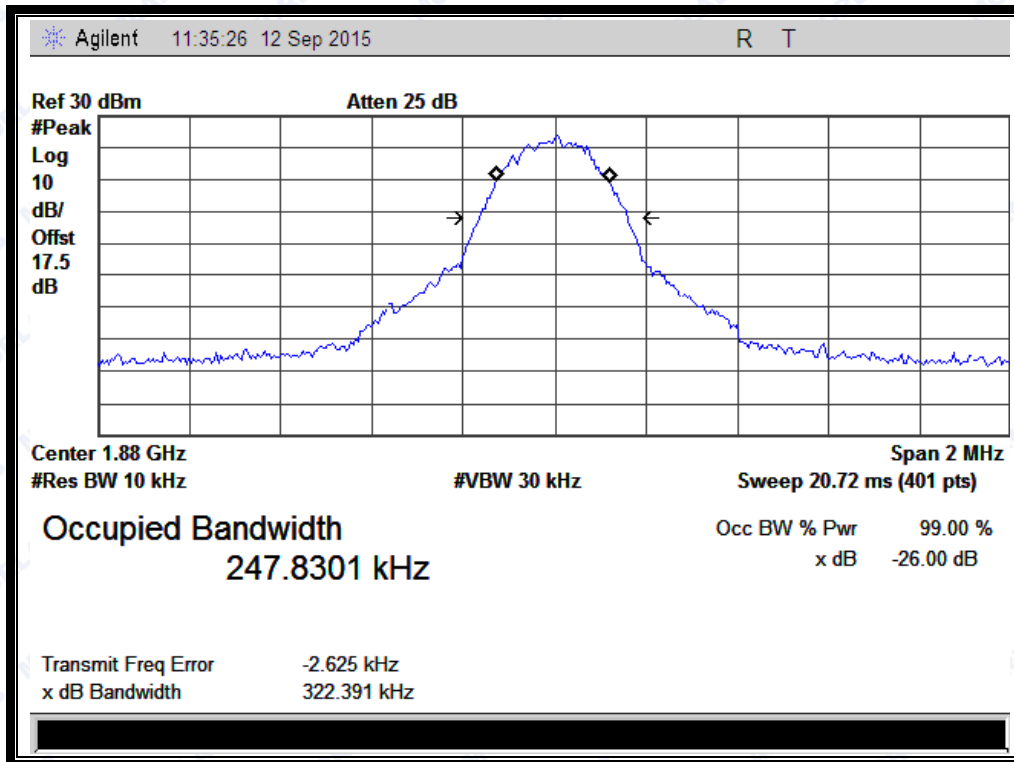 Agilent 11:35:26 12 Sep 2015 R T
Ref 30 dBm Atten 25 dB
#Peak
Log
10
dB/
Offst
17.5
dB
Center 1.88 GHz Span 2 MHz
#Res BW 10 kHz #VBW 30 kHz Sweep 20.72 ms (401 pts)
Occupied Bandwidth Occ BW % Pwr 99.00 %
247.8301 kHz x dB -26.00 dB
Transmit Freq Error -2.625 kHz
x dB Bandwidth 322.391 kHz